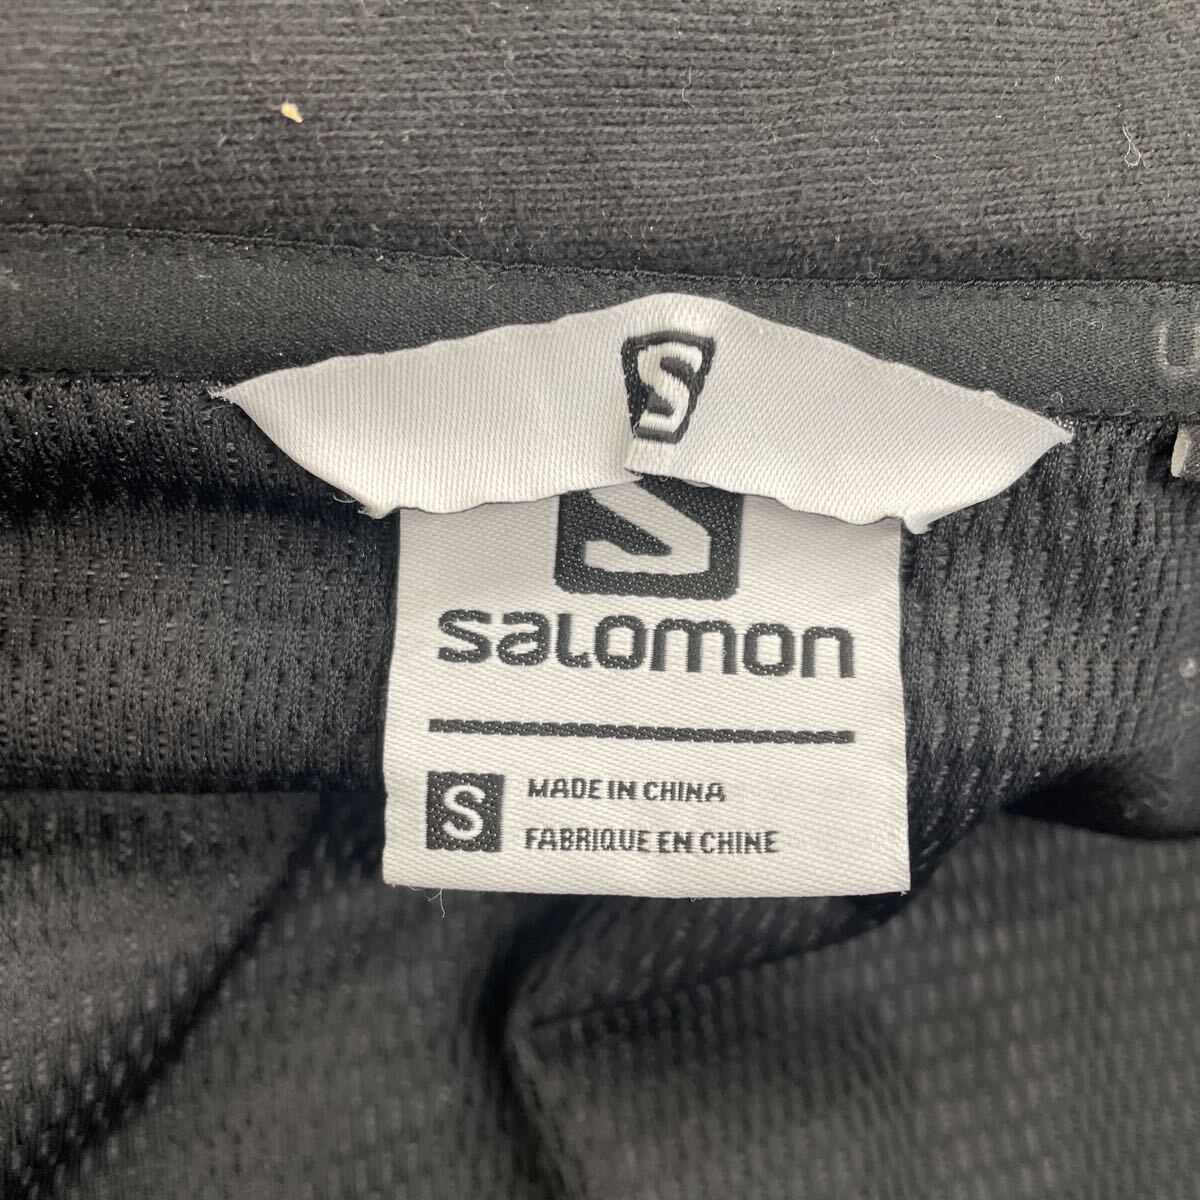 S
S
salomon
S MADE IN CHINA
FABRIQUE EN CHINE